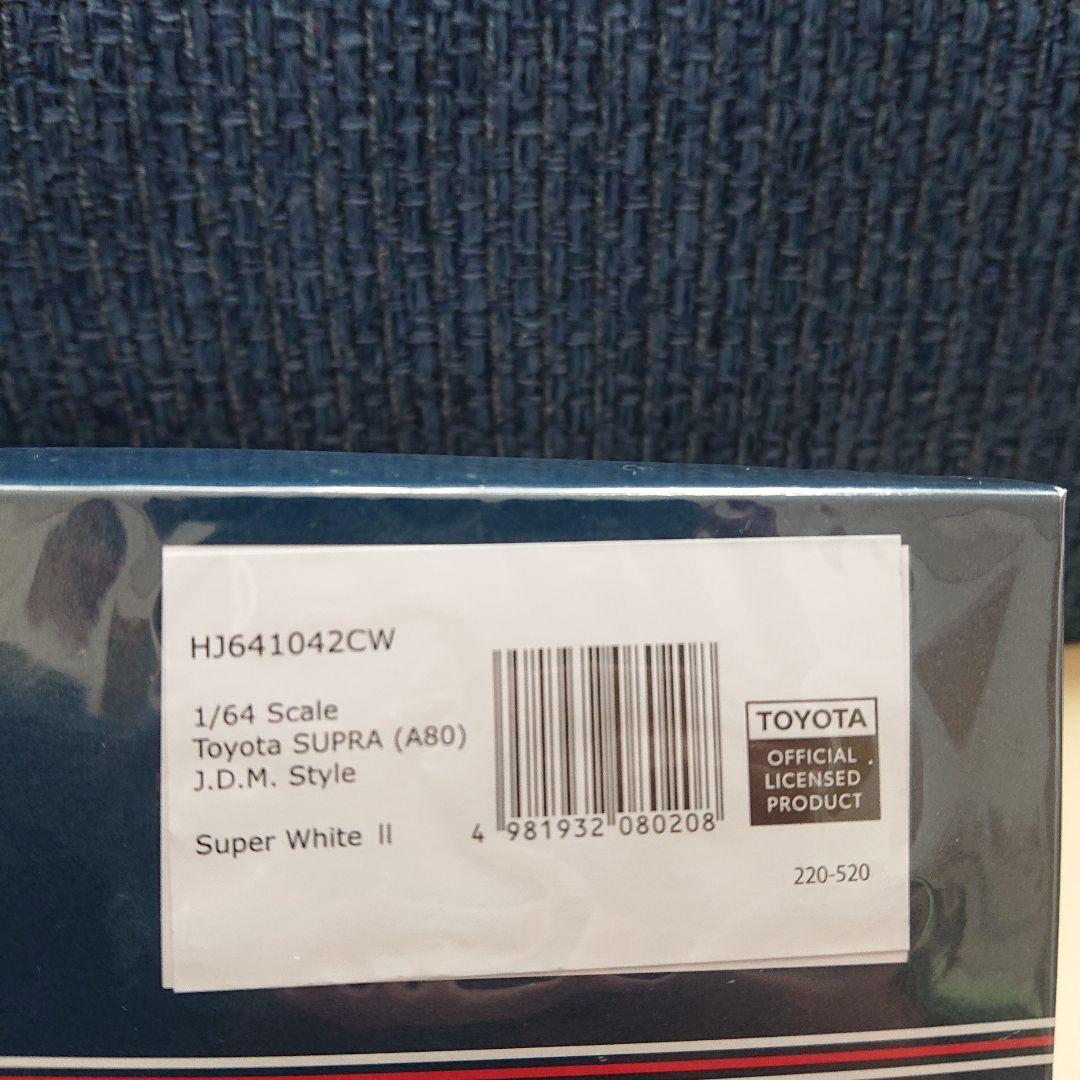 HJ641042CW
1/64 Scale
Toyota SUPRA (A80)
J.D.M. Style
Super White Ⅱ
4 981932 080208
TOYOTA
OFFICIAL
LICENSED
PRODUCT
220-520